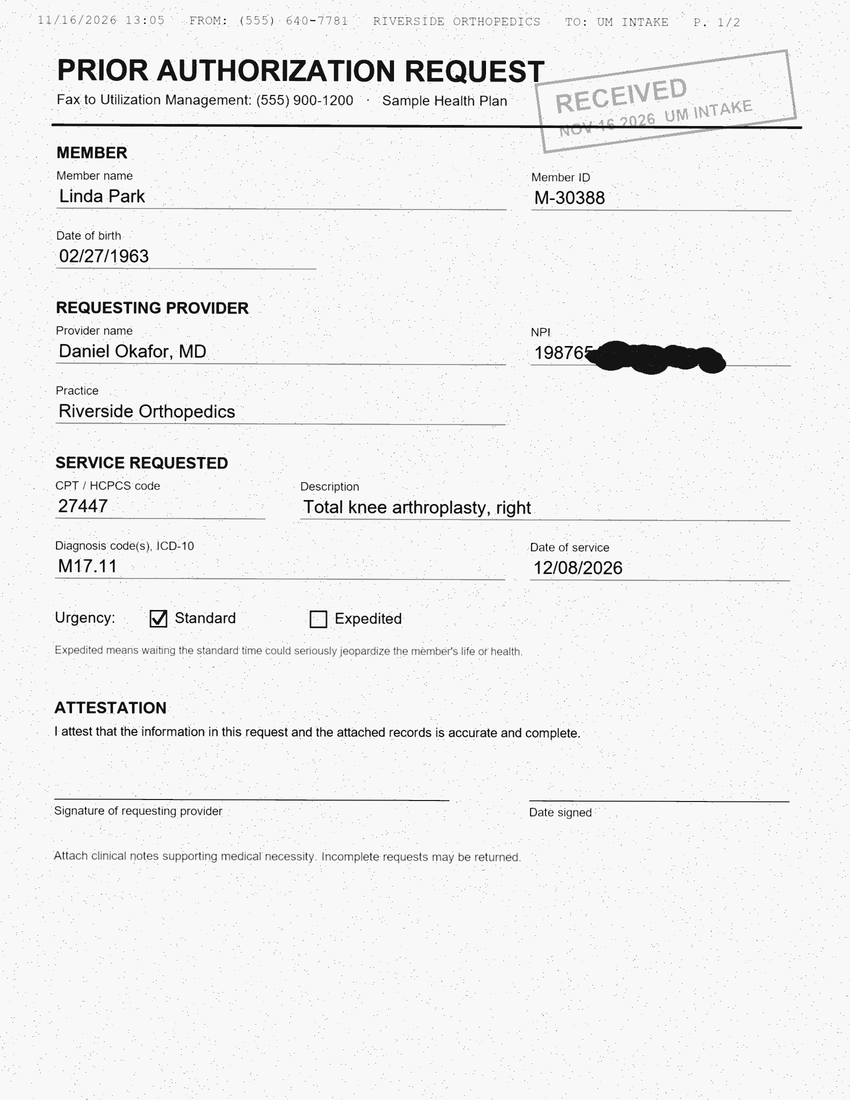 11/16/2026 13:05 FROM: (555) 640-7781 RIVERSIDE ORTHOPEDICS TO: UM INTAKE P. 1/2
PRIOR AUTHORIZATION REQUEST
Fax to Utilization Management: (555) 900-1200 · Sample Health Plan
RECEIVED
NOV 16 2026 UM INTAKE
MEMBER
Member name
Linda Park
Member ID
M-30388
Date of birth
02/27/1963
REQUESTING PROVIDER
Provider name
Daniel Okafor, MD
NPI
Practice
Riverside Orthopedics
SERVICE REQUESTED
CPT / HCPCS code
27447
Description
Total knee arthroplasty, right
Diagnosis code(s), ICD-10
M17.11
Date of service
12/08/2026
Urgency: Standard Expedited
Expedited means waiting the standard time could seriously jeopardize the member's life or health.
ATTESTATION
I attest that the information in this request and the attached records is accurate and complete.
Signature of requesting provider
Date signed
Attach clinical notes supporting medical necessity. Incomplete requests may be returned.